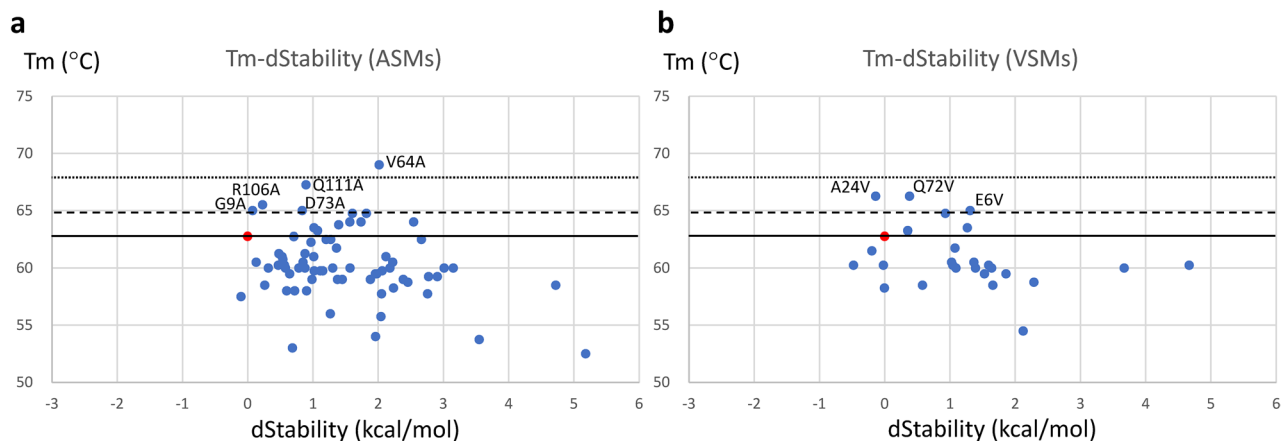 a
Tm-dStability (ASMs)
Tm (°C)
75
70
65
60
55
50
V64A
R106A
Q111A
G9A
D73A
-3 -2 -1 0 1 2 3 4 5 6
dStability (kcal/mol)
b
Tm-dStability (VSMs)
Tm (°C)
75
70
65
60
55
50
A24V
Q72V
E6V
-3 -2 -1 0 1 2 3 4 5 6
dStability (kcal/mol)